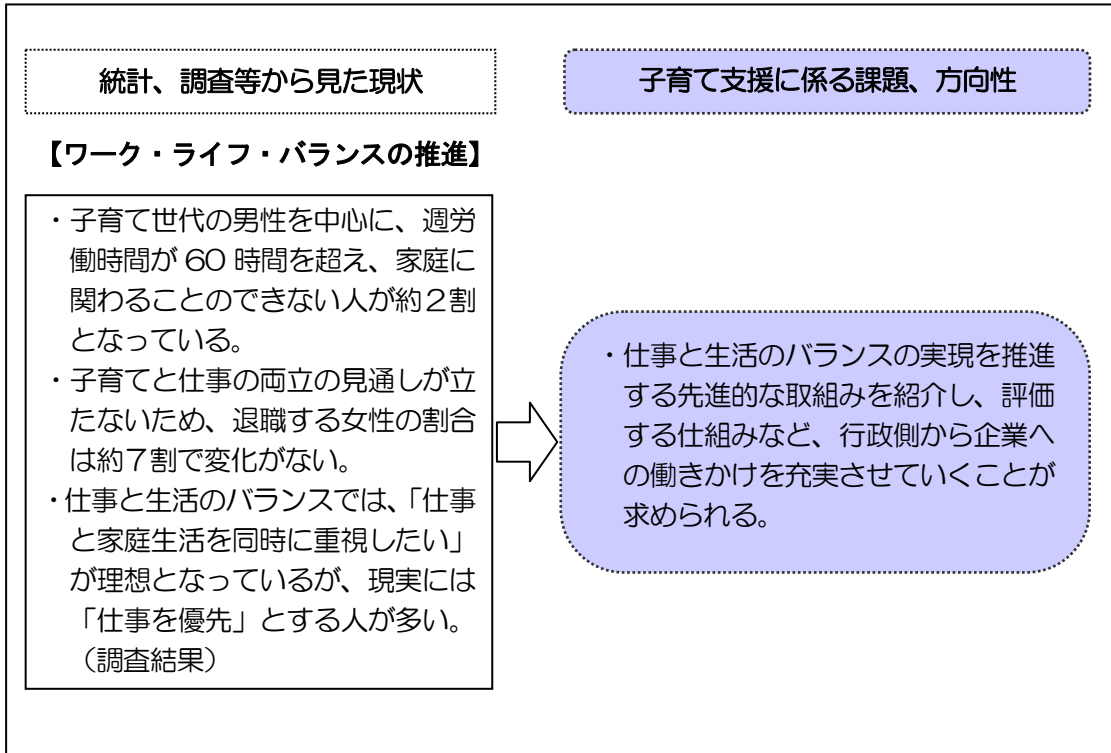 統計、調査等から見た現状
子育て支援に係る課題、方向性
【ワーク・ライフ・バランスの推進】
・子育て世代の男性を中心に、週労
働時間が 60 時間を超え、家庭に
関わることのできない人が約２割
となっている。
・子育てと仕事の両立の見通しが立
たないため、退職する女性の割合
は約７割で変化がない。
・仕事と生活のバランスでは、「仕事
と家庭生活を同時に重視したい」
が理想となっているが、現実には
「仕事を優先」とする人が多い。
（調査結果）
・仕事と生活のバランスの実現を推進
する先進的な取組みを紹介し、評価
する仕組みなど、行政側から企業へ
の働きかけを充実させていくことが
求められる。